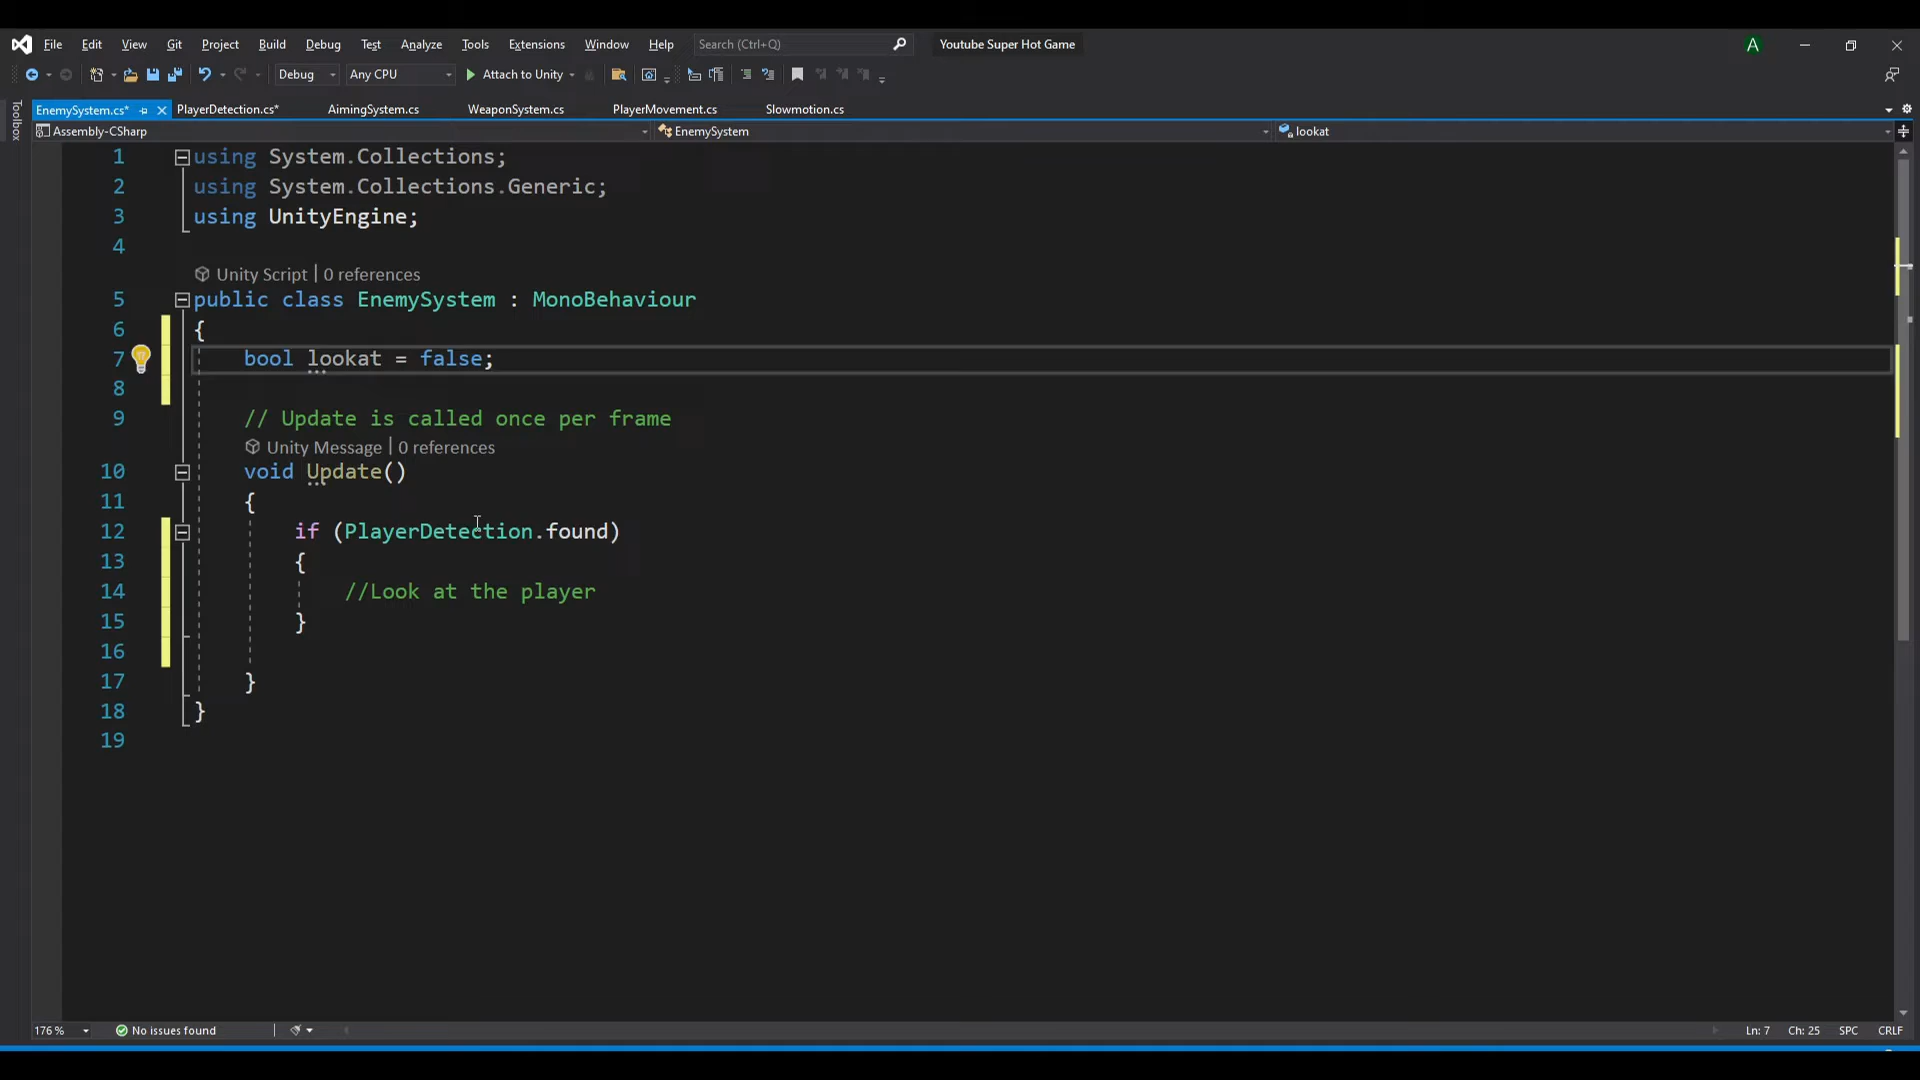 File Edit View Git Project Build Debug Test Analyze Tools Extensions Window Help Search (Ctrl+Q) Youtube Super Hot Game A
Debug Any CPU Attach to Unity
EnemySystem.cs* PlayerDetection.cs* AimingSystem.cs WeaponSystem.cs PlayerMovement.cs Slowmotion.cs
Toolbox
Assembly-CSharp EnemySystem lookat
1 using System.Collections;
2 using System.Collections.Generic;
3 using UnityEngine;
4
Unity Script | 0 references
5 public class EnemySystem : MonoBehaviour
6 {
7 bool lookat = false;
8
9 // Update is called once per frame
Unity Message | 0 references
10 void Update()
11 {
12 if (PlayerDetection.found)
13 {
14 //Look at the player
15 }
16
17 }
18 }
19
176 % No issues found Ln: 7 Ch: 25 SPC CRLF